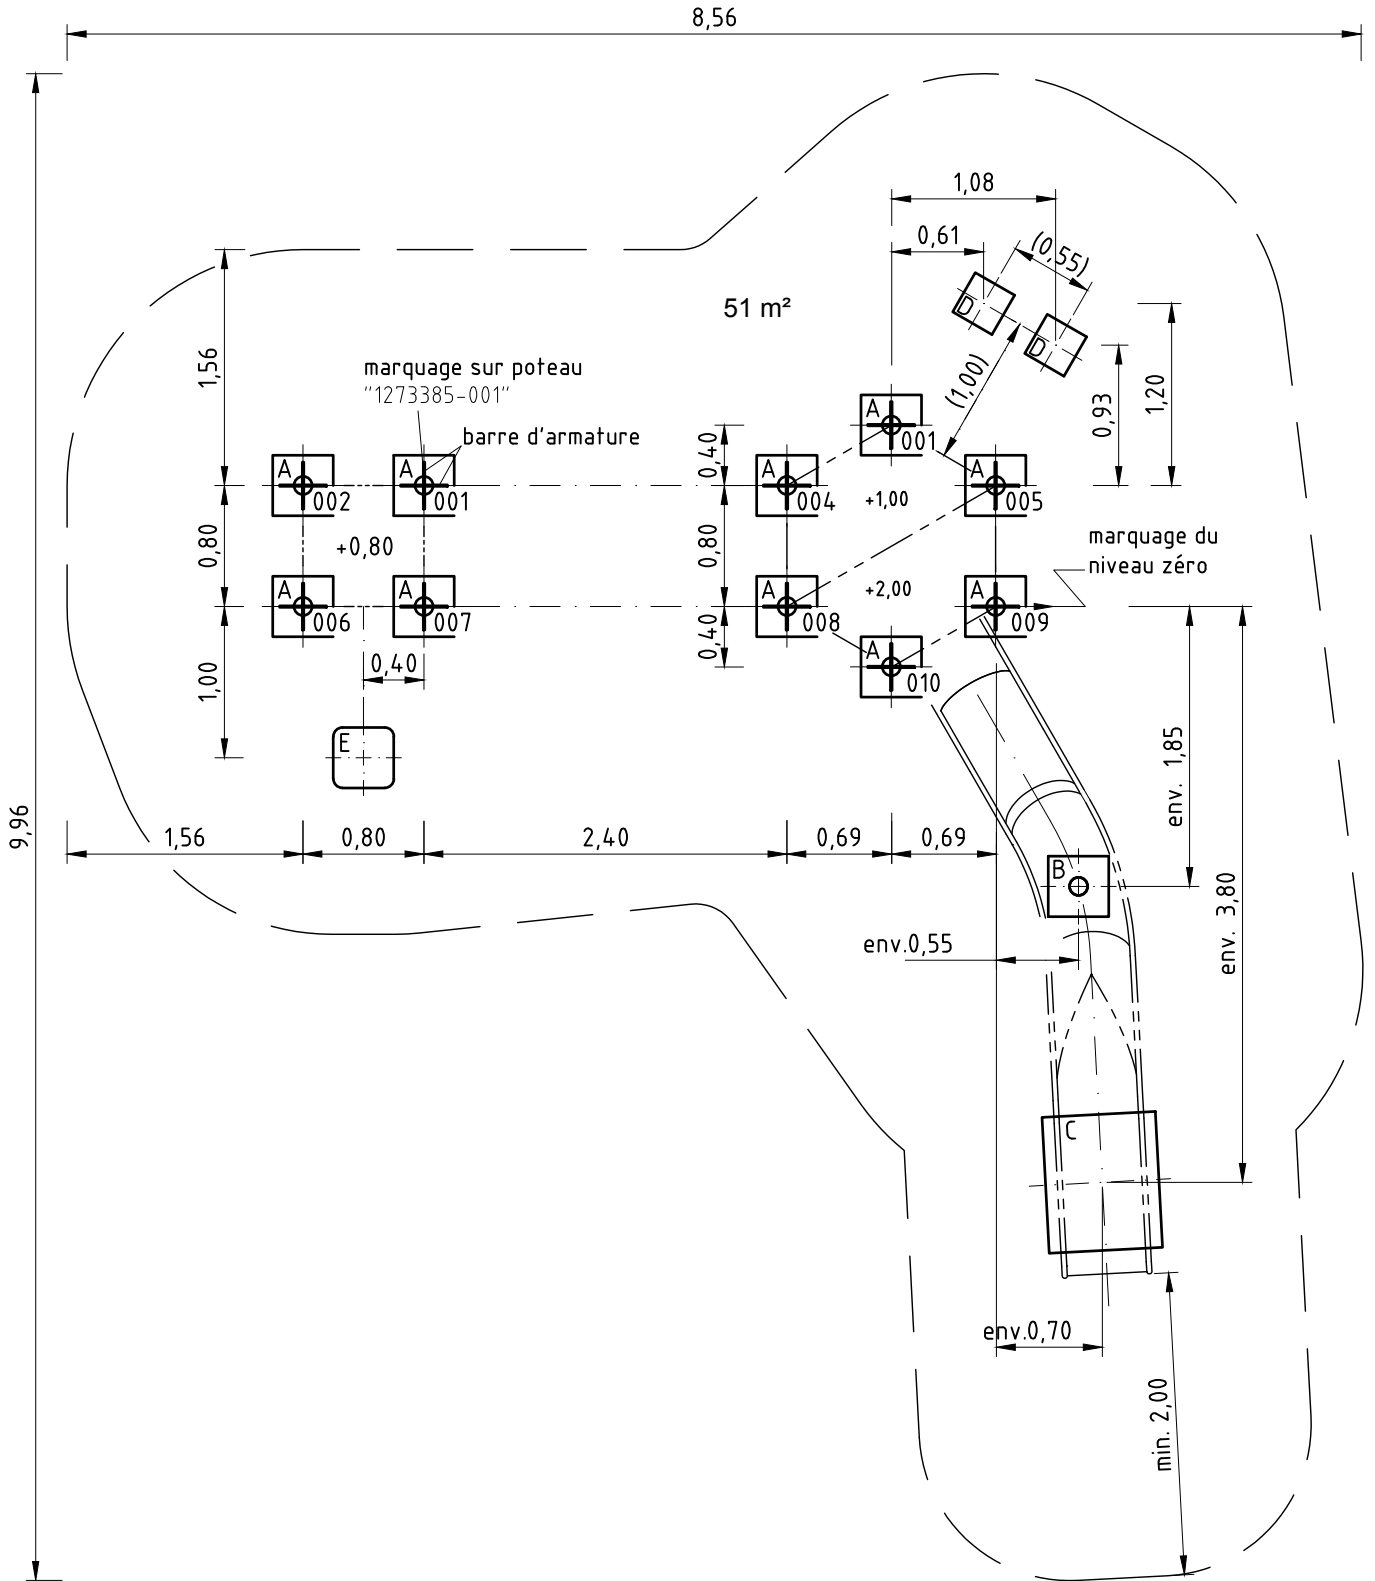 8,56
1,08
0,61
(0,55)
D
D
51 m²
1,56
marquage sur poteau
"1273385-001"
barre d'armature
(1,00)
0,93
1,20
A
001
0,40
A
002
A
001
A
004
A
005
+1,00
0,80
+0,80
0,80
marquage du
niveau zéro
+2,00
A
006
A
007
A
008
A
009
0,40
A
010
1,00
0,40
E
9,96
1,56
0,80
2,40
0,69
0,69
env. 1,85
B
env. 3,80
env.0,55
C
env.0,70
min. 2,00